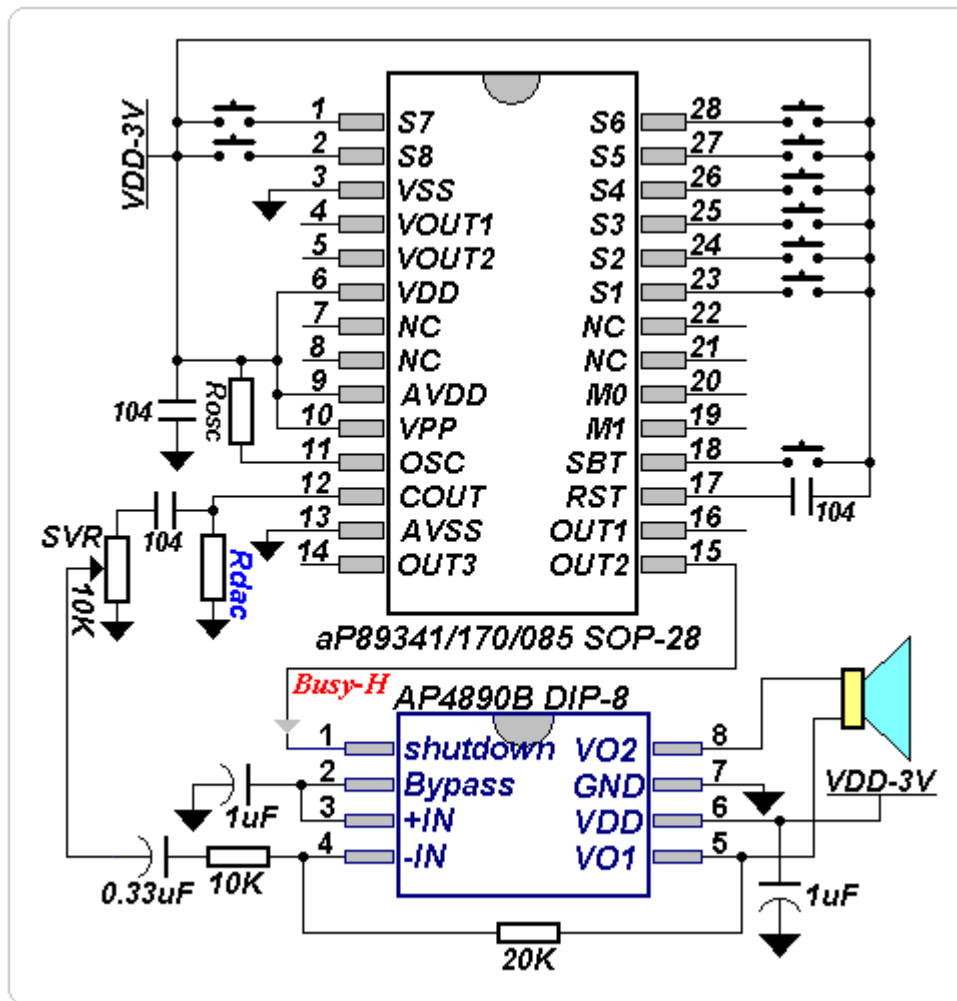 VDD-3V
1 S7 S6 28
2 S8 S5 27
3 VSS S4 26
4 VOUT1 S3 25
5 VOUT2 S2 24
6 VDD S1 23
7 NC NC 22
8 NC NC 21
9 AVDD M0 20
10 VPP M1 19
11 OSC SBT 18
12 COUT RST 17
13 AVSS OUT1 16
14 OUT3 OUT2 15
104
Rosc
104
SVR
10K
104
Rdac
aP89341/170/085 SOP-28
Busy-H
AP4890B DIP-8
1 shutdown VO2 8
2 Bypass GND 7
3 +IN VDD 6
4 -IN VO1 5
VDD-3V
1uF
0.33uF
10K
1uF
20K